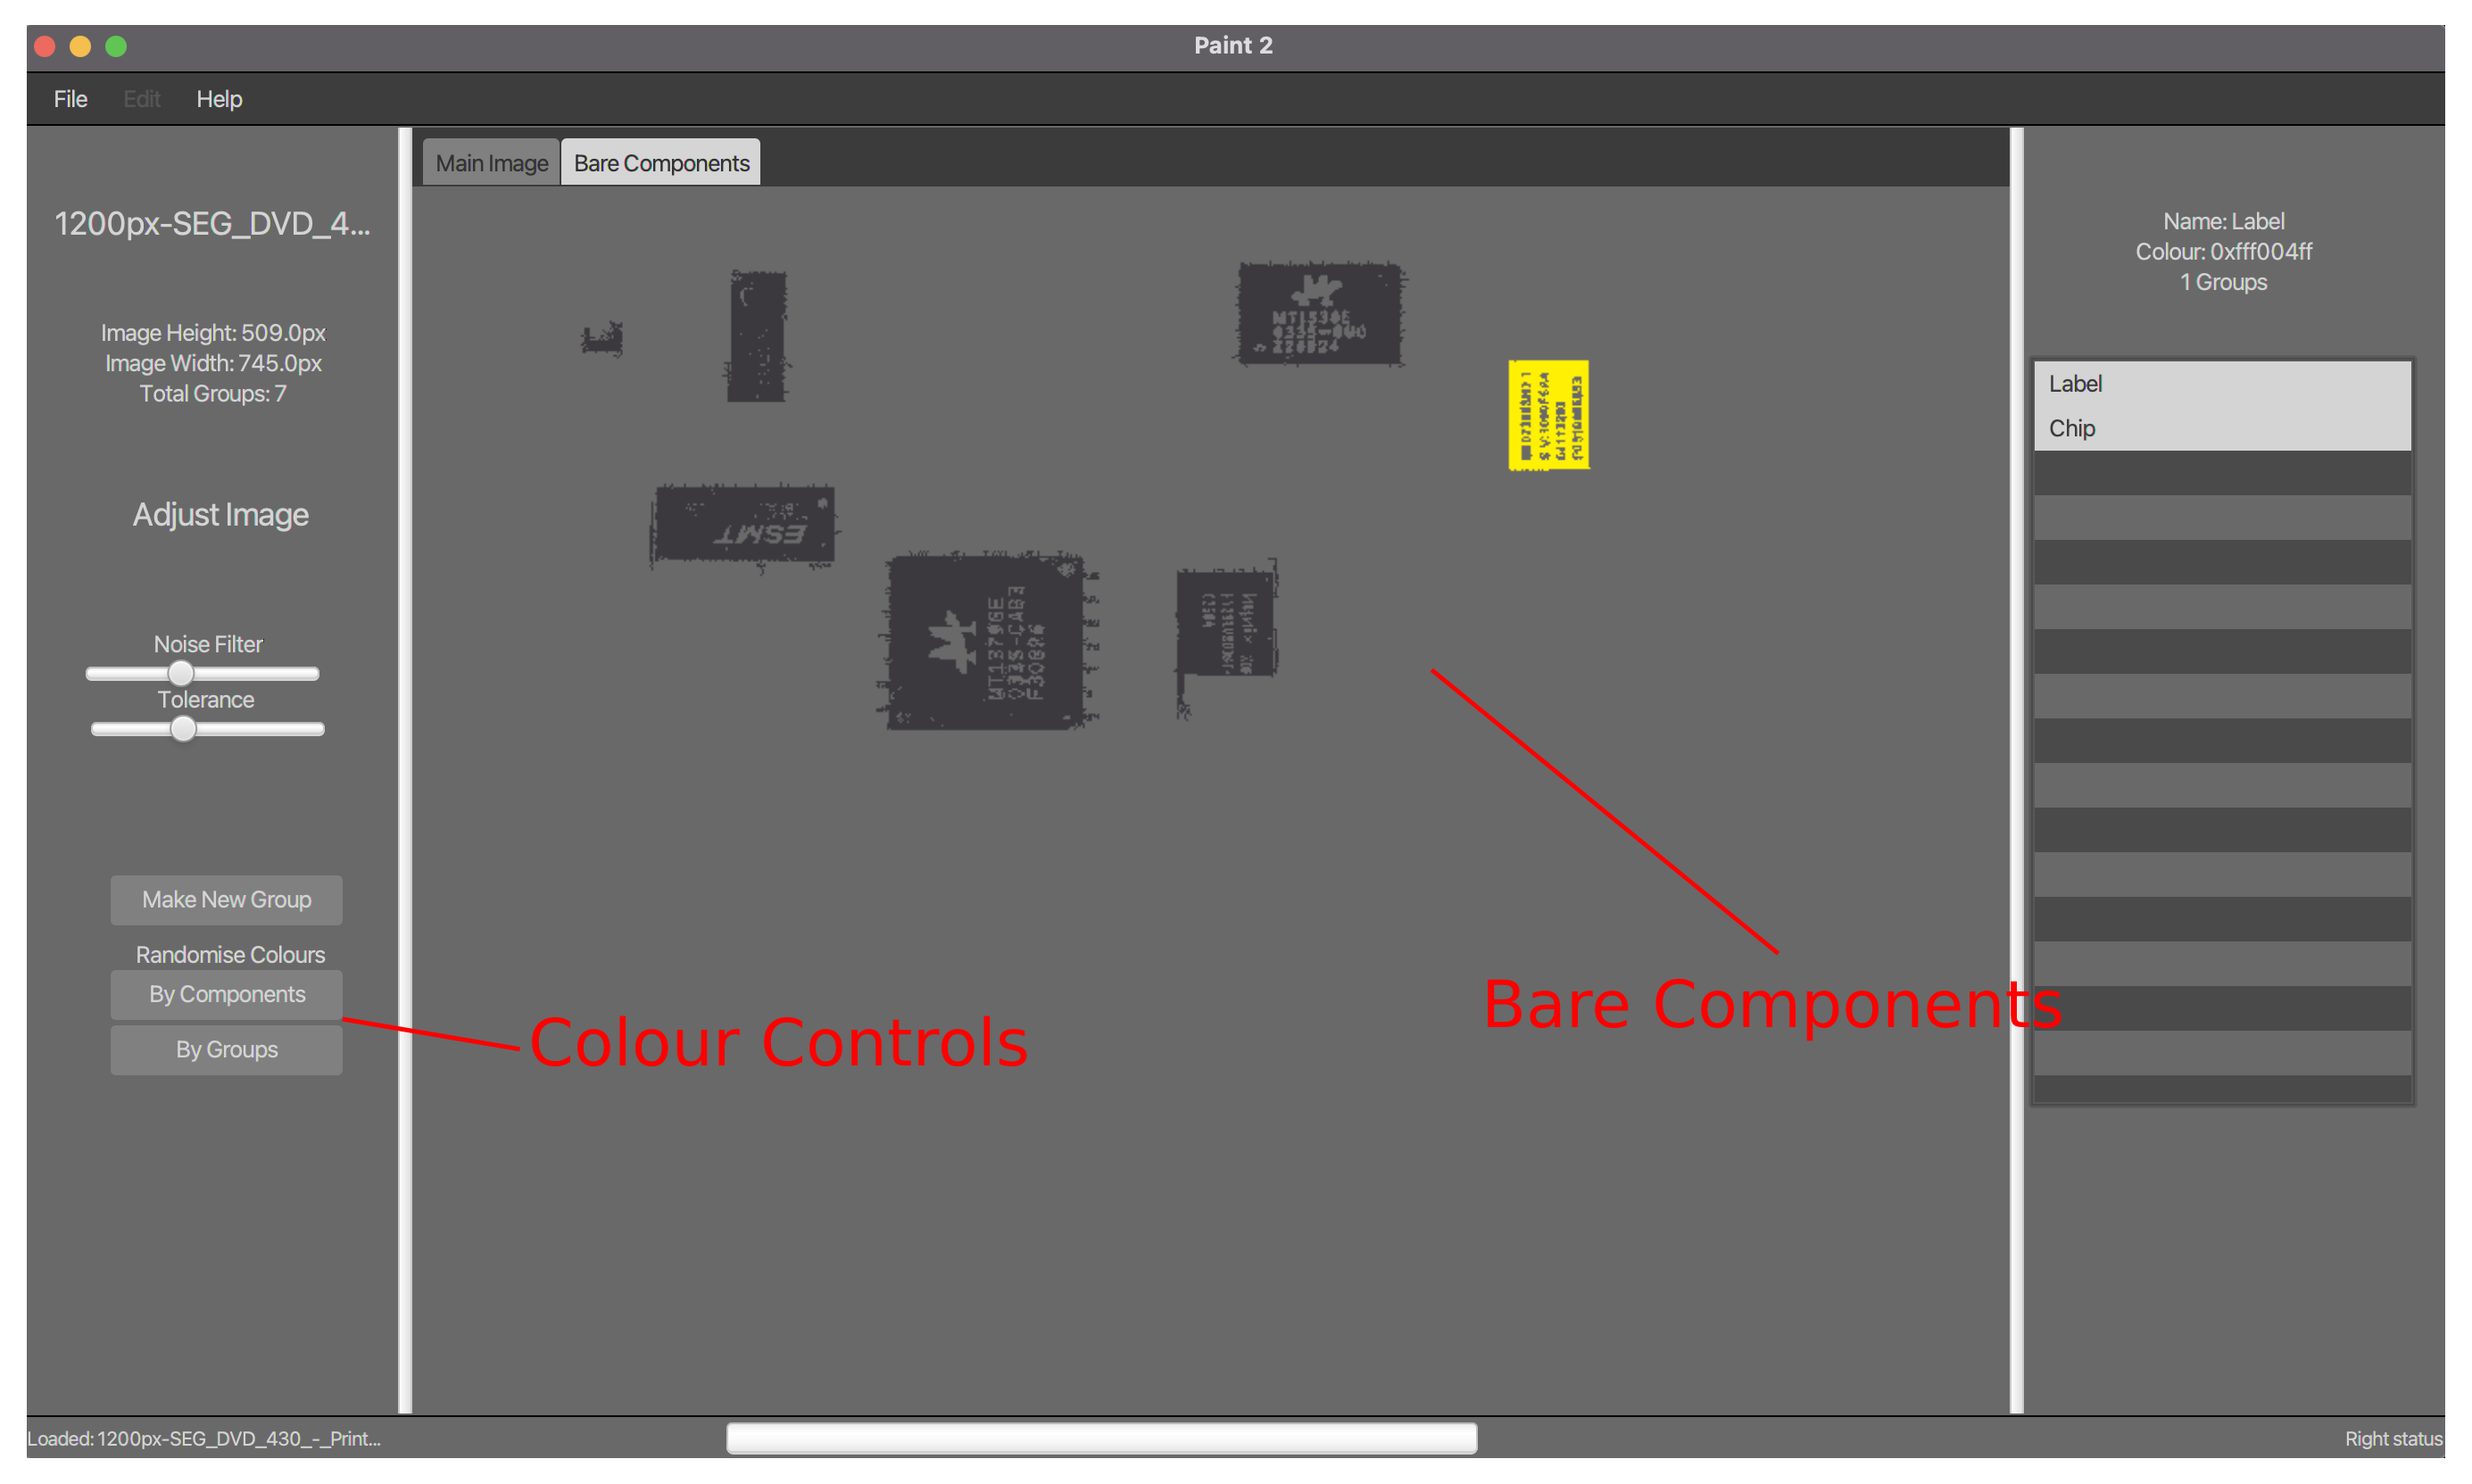 Paint 2
File Edit Help
Main Image Bare Components
1200px-SEG_DVD_4...
Image Height: 509.0px
Image Width: 745.0px
Total Groups: 7
Adjust Image
Noise Filter
Tolerance
Make New Group
Randomise Colours
By Components
By Groups
ESMT
MT1379GE
Colour Controls
Bare Components
Name: Label
Colour: 0xfff004ff
1 Groups
Label
Chip
Loaded: 1200px-SEG_DVD_430_-_Print...
Right status